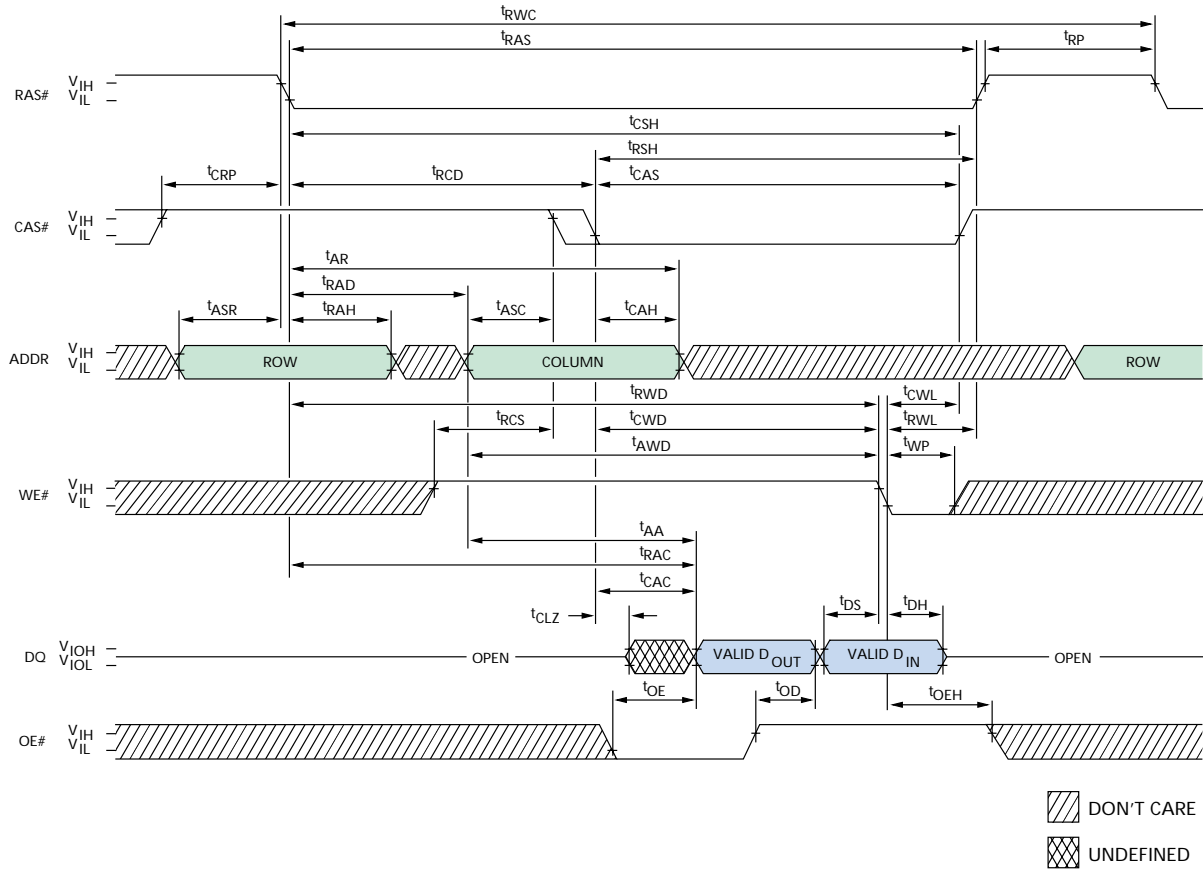 tRWC
tRAS
tRP
RAS#
VIH
VIL
tCSH
tRSH
tCRP
tRCD
tCAS
CAS#
VIH
VIL
tAR
tRAD
tASR
tRAH
tASC
tCAH
ADDR
VIH
VIL
ROW
COLUMN
ROW
tRWD
tCWL
tRCS
tCWD
tRWL
tAWD
tWP
WE#
VIH
VIL
tAA
tRAC
tCAC
tCLZ
tDS
tDH
DQ
VIOH
VIOL
OPEN
VALID DOUT
VALID DIN
OPEN
tOE
tOD
tOEH
OE#
VIH
VIL
DON'T CARE
UNDEFINED